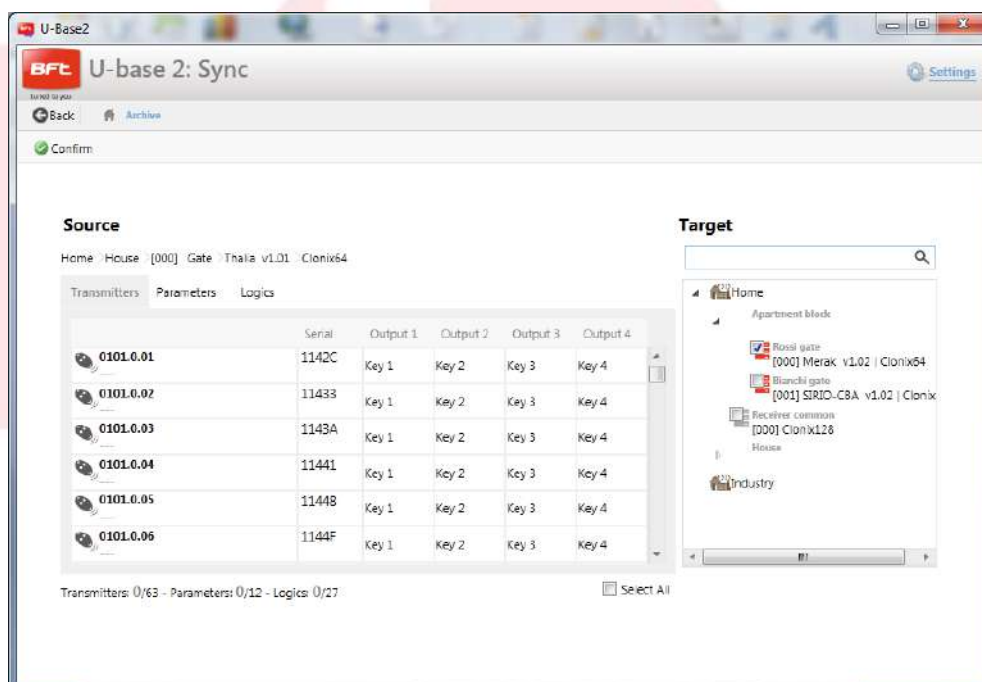 U-Base2
BFt
U-base 2: Sync
Settings
Back
Archive
Confirm
Source
Home House [000] Gate Thalia v1.01 Clonix64
Transmitters Parameters Logics
Serial Output 1 Output 2 Output 3 Output 4
0101.0.01 1142C Key 1 Key 2 Key 3 Key 4
0101.0.02 11433 Key 1 Key 2 Key 3 Key 4
0101.0.03 1143A Key 1 Key 2 Key 3 Key 4
0101.0.04 11441 Key 1 Key 2 Key 3 Key 4
0101.0.05 11448 Key 1 Key 2 Key 3 Key 4
0101.0.06 1144F Key 1 Key 2 Key 3 Key 4
Transmitters: 0/63 - Parameters: 0/12 - Logics: 0/27
Select All
Target
Home
Apartment block
Rossi gate
[000] Merak v1.02 | Clonix64
Bianchi gate
[001] SIRIO-CBA v1.02 | Clonix
Receiver common
[000] Clonix128
House
Industry